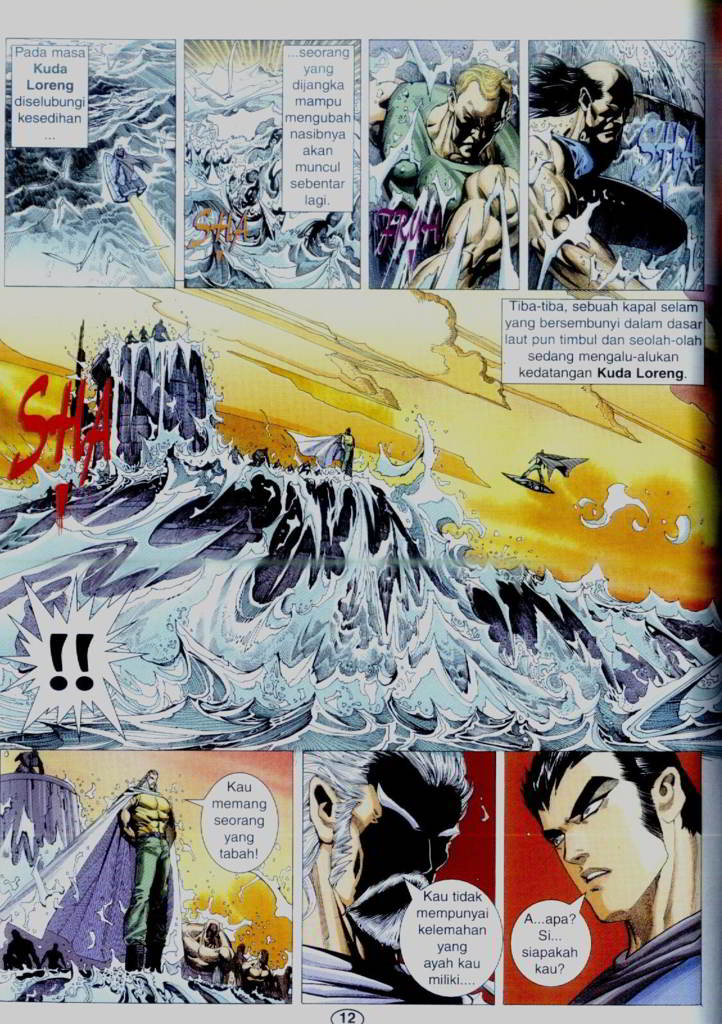 Pada masa
Kuda
Loreng
diselubungi
kesedihan
...
...seorang
yang
dijangka
mampu
mengubah
nasibnya
akan
muncul
sebentar
lagi.
SHA
FRUA
SHA
Tiba-tiba, sebuah kapal selam
yang bersembunyi dalam dasar
laut pun timbul dan seolah-olah
sedang mengalu-alukan
kedatangan Kuda Loreng.
SHA
!!
Kau
memang
seorang
yang
tabah!
Kau tidak
mempunyai
kelemahan
yang
ayah kau
miliki....
A...apa?
Si...
siapakah
kau?
12